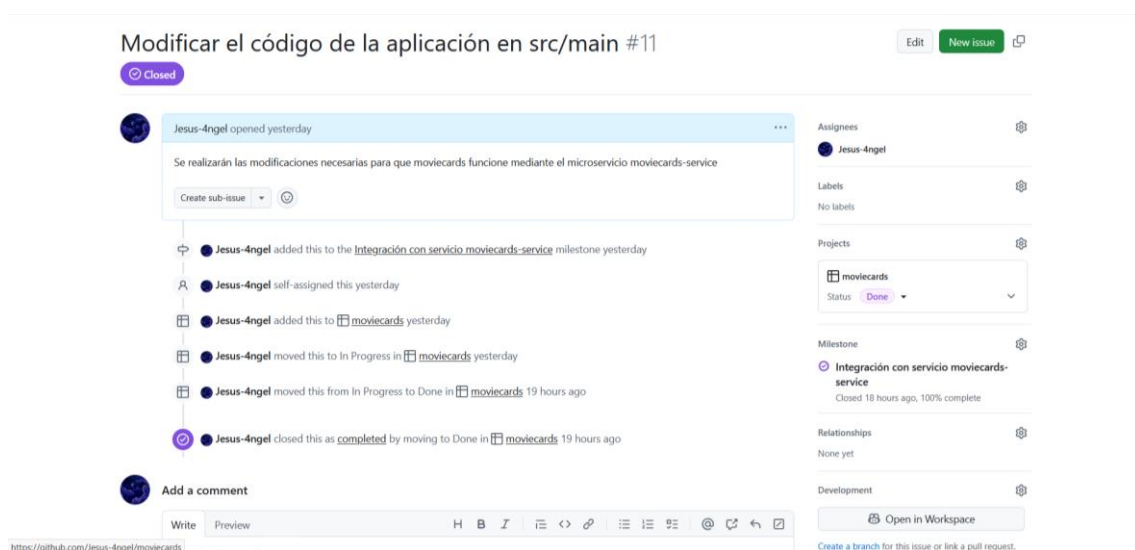 Modificar el código de la aplicación en src/main #11
Edit
New issue
Closed
Jesus-4ngel opened yesterday
Se realizarán las modificaciones necesarias para que moviecards funcione mediante el microservicio moviecards-service
Create sub-issue
Jesus-4ngel added this to the Integración con servicio moviecards-service milestone yesterday
Jesus-4ngel self-assigned this yesterday
Jesus-4ngel added this to moviecards yesterday
Jesus-4ngel moved this to In Progress in moviecards yesterday
Jesus-4ngel moved this from In Progress to Done in moviecards 19 hours ago
Jesus-4ngel closed this as completed by moving to Done in moviecards 19 hours ago
Add a comment
Write Preview
H B I
https://github.com/Jesus-4ngel/moviecards
Assignees
Jesus-4ngel
Labels
No labels
Projects
moviecards
Status Done
Milestone
Integración con servicio moviecards-
service
Closed 18 hours ago, 100% complete
Relationships
None yet
Development
Open in Workspace
Create a branch for this issue or link a pull request.